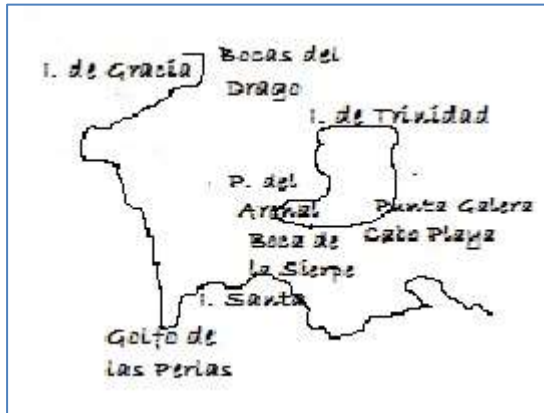 I. de Gracia
Bocas del
Drago
I. de Trinidad
P. del
Arenal
Punta Galera
Cabo Playa
Boca de
la Sierpe
I. Santa
Golfo de
las Perlas